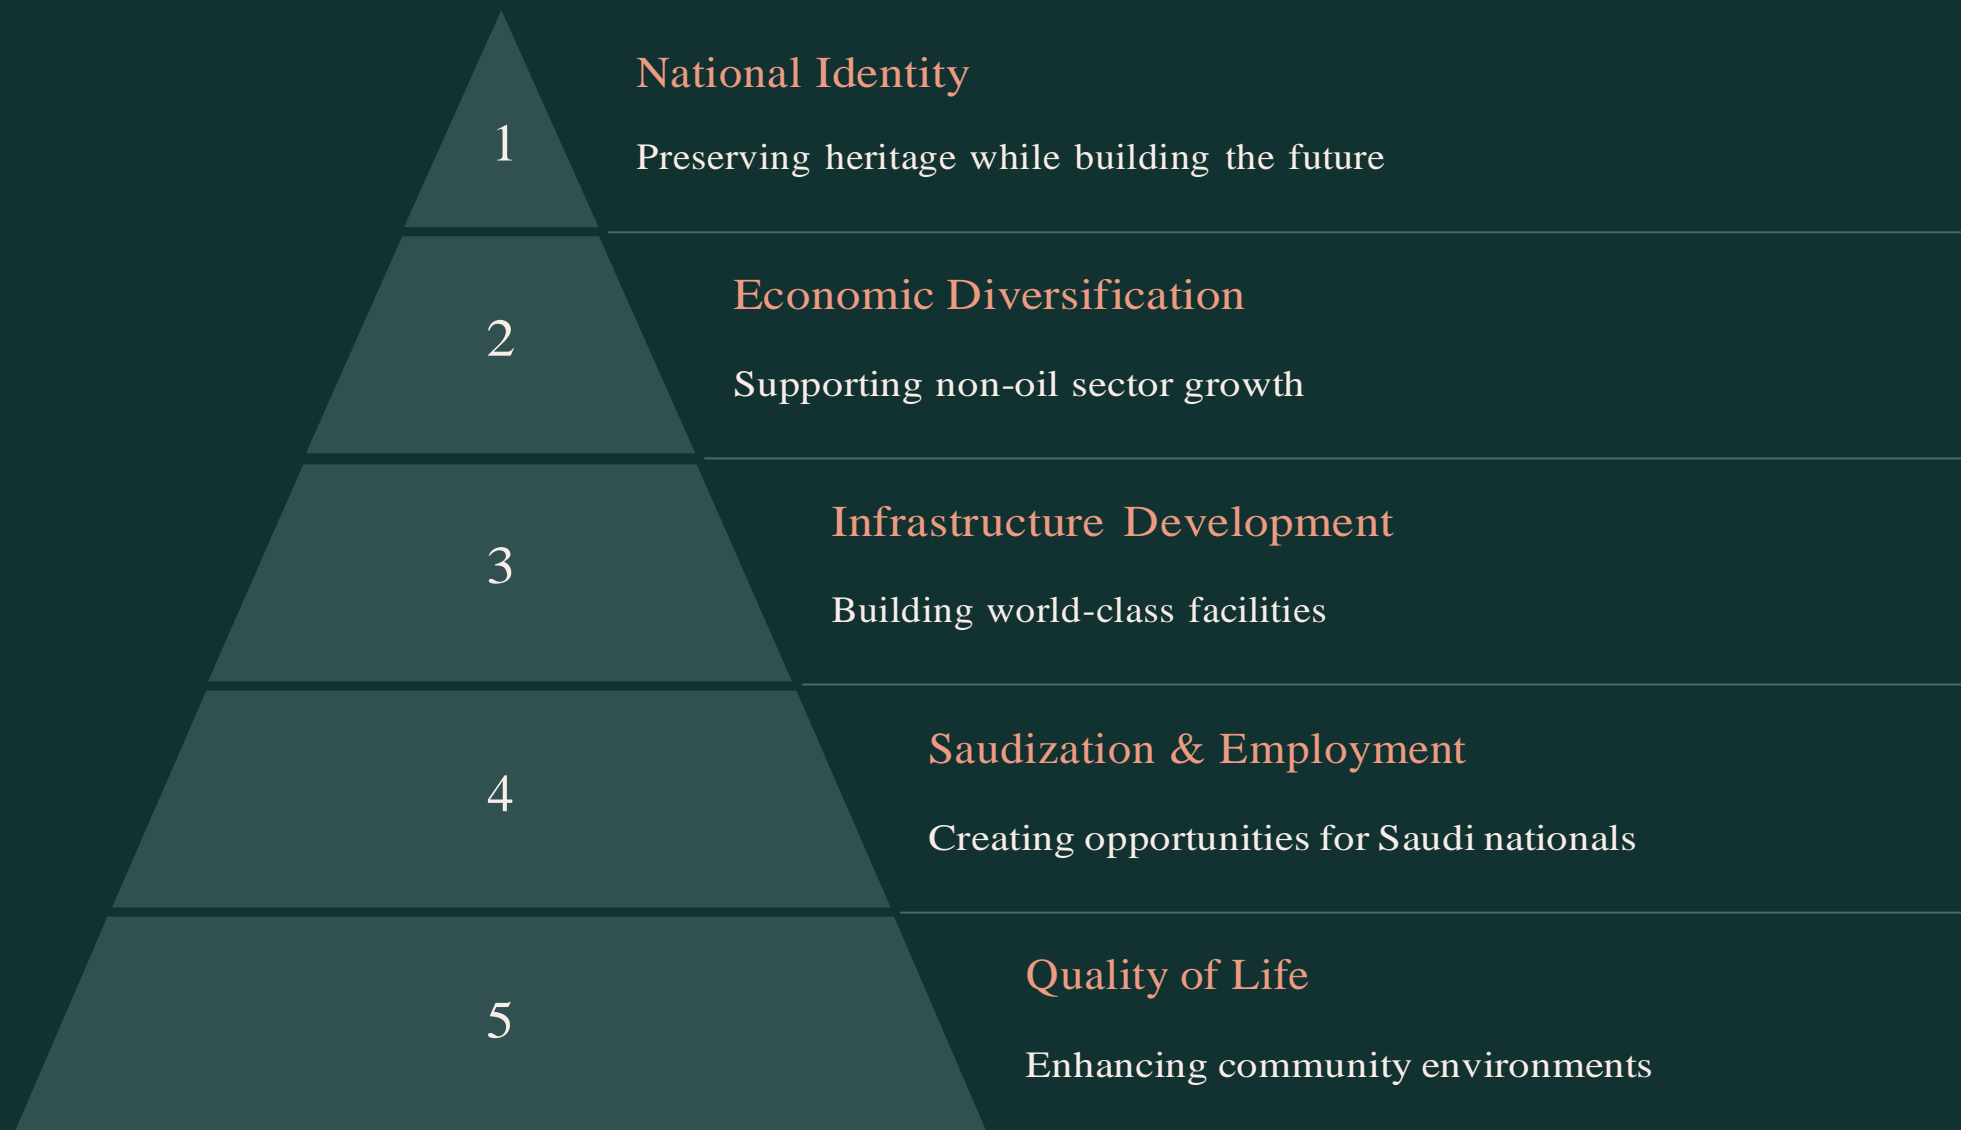 1
National Identity
Preserving heritage while building the future
2
Economic Diversification
Supporting non-oil sector growth
3
Infrastructure Development
Building world-class facilities
4
Saudization & Employment
Creating opportunities for Saudi nationals
5
Quality of Life
Enhancing community environments